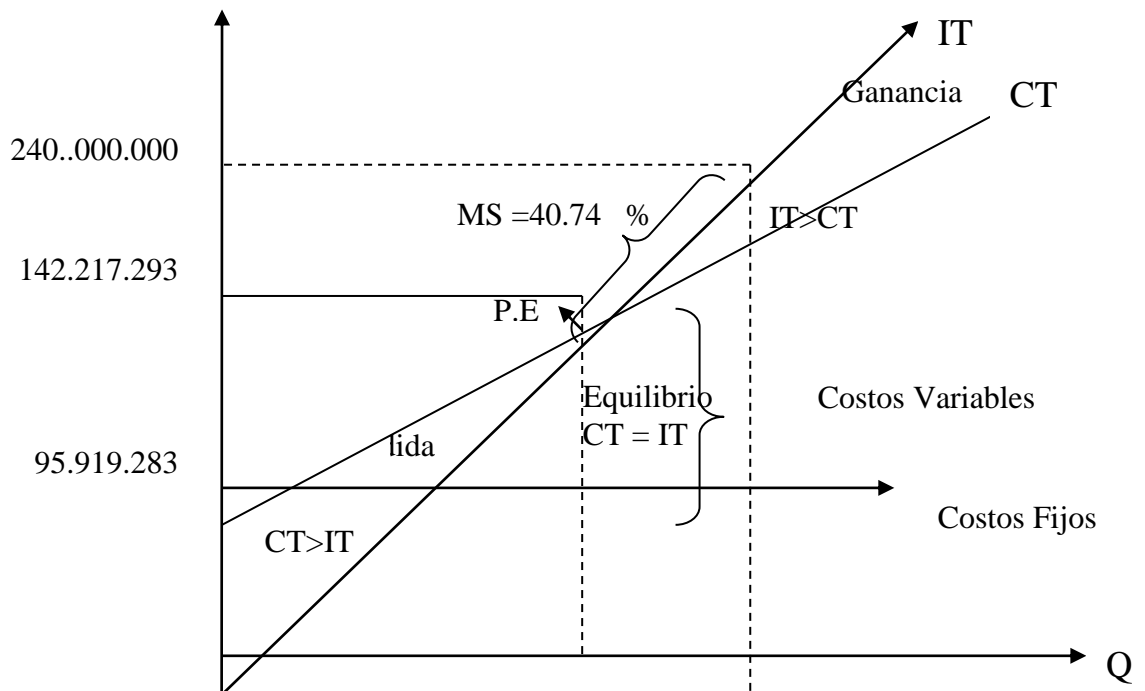 IT
Ganancia
CT
240..000.000
MS =40.74 %
IT>CT
142.217.293
P.E
Equilibrio
CT = IT
Costos Variables
lida
95.919.283
Costos Fijos
CT>IT
Q